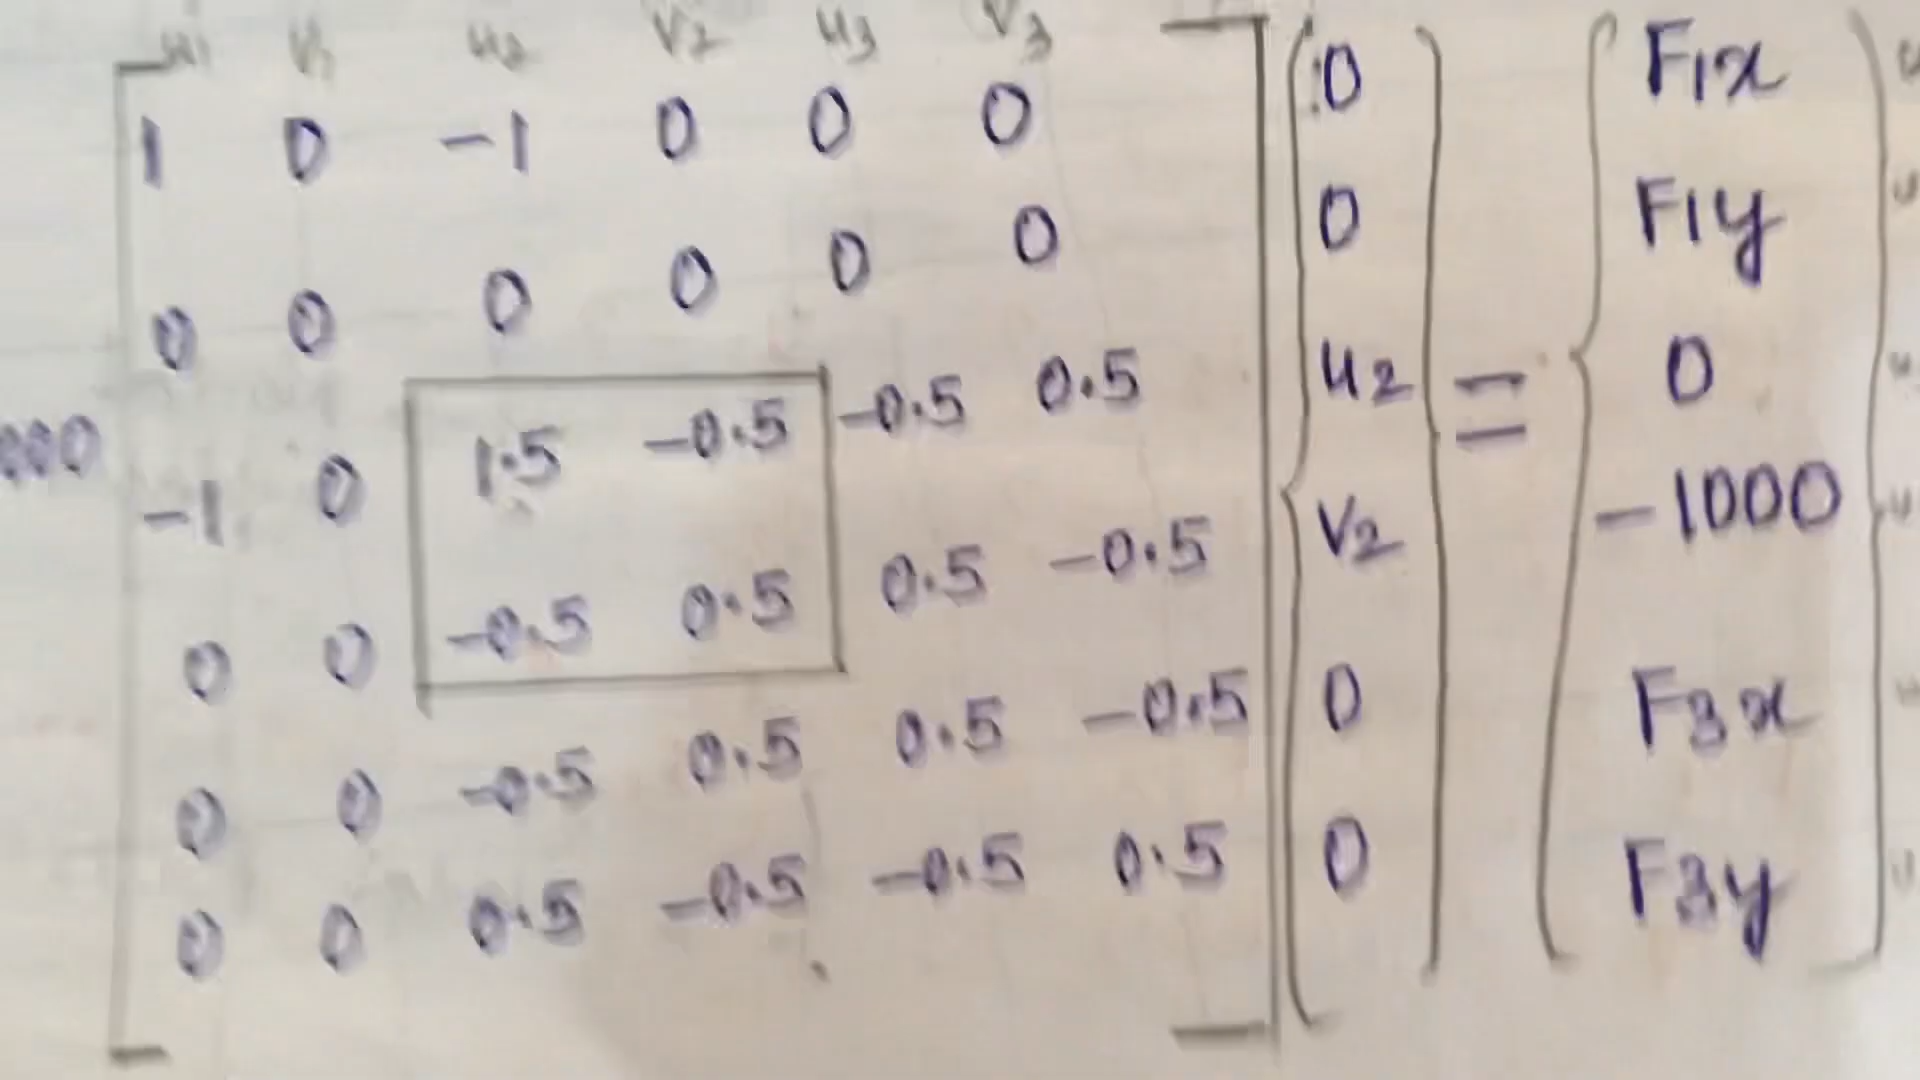 u1 v1 u2 v2 u3 v3
1 0 -1 0 0 0 0 F1x
0 0 0 0 0 0 0 F1y
000 -1 0 1.5 -0.5 -0.5 0.5 u2 = 0
0 0 -0.5 0.5 0.5 -0.5 v2 -1000
0 0 -0.5 0.5 0.5 -0.5 0 F3x
0 0 0.5 -0.5 -0.5 0.5 0 F3y